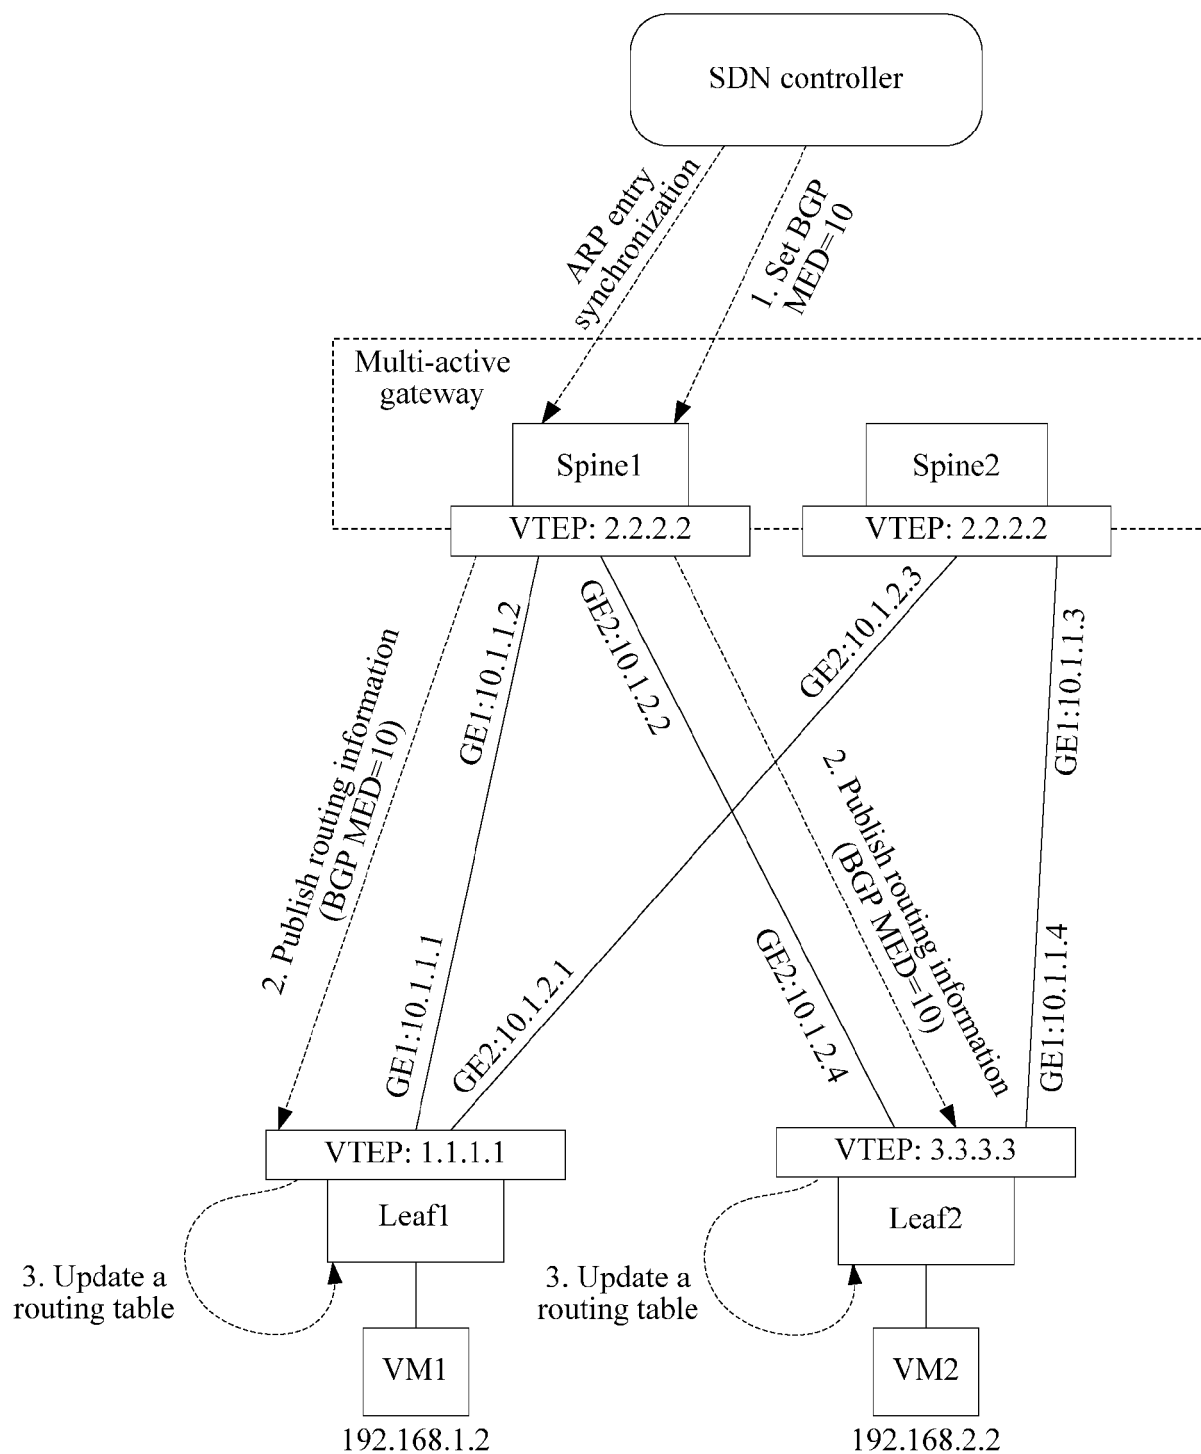 SDN controller
ARP entry
synchronization
1. Set BGP
MED=10
Multi-active
gateway
Spine1
Spine2
VTEP: 2.2.2.2
VTEP: 2.2.2.2
GE1:10.1.1.2
GE2:10.1.2.2
GE2:10.1.2.3
GE1:10.1.1.3
2. Publish routing information
(BGP MED=10)
2. Publish routing information
(BGP MED=10)
GE1:10.1.1.1
GE2:10.1.2.1
GE2:10.1.2.4
GE1:10.1.1.4
VTEP: 1.1.1.1
VTEP: 3.3.3.3
Leaf1
Leaf2
3. Update a
routing table
3. Update a
routing table
VM1
VM2
192.168.1.2
192.168.2.2